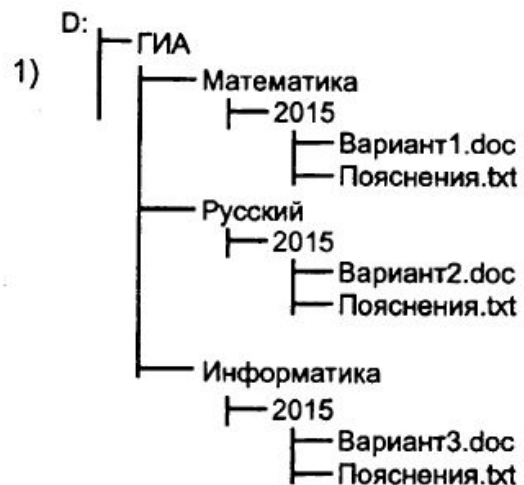 D:
ГИА
1)
Математика
2015
Вариант1.doc
Пояснения.txt
Русский
2015
Вариант2.doc
Пояснения.txt
Информатика
2015
Вариант3.doc
Пояснения.txt